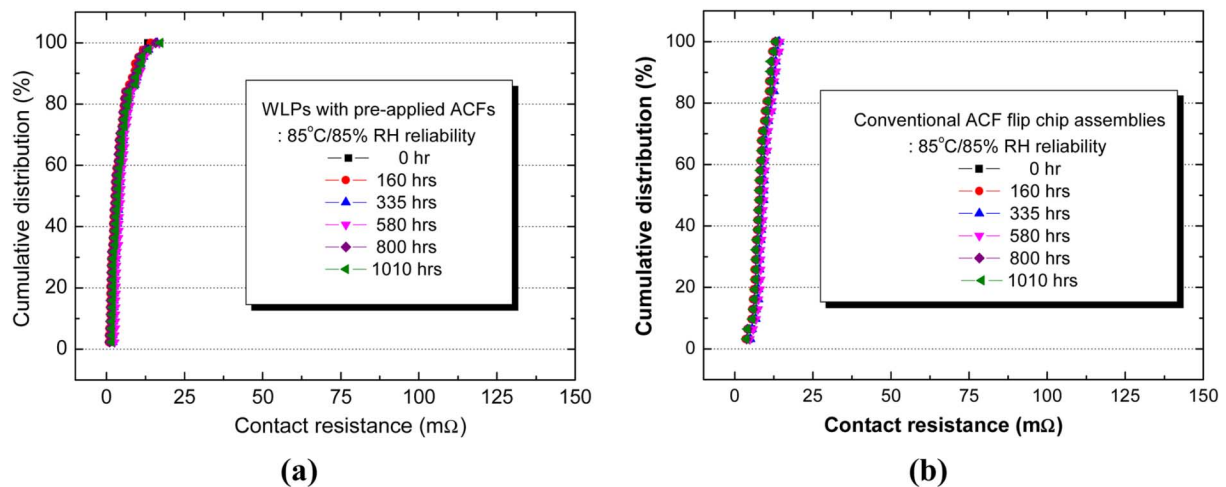 100
80
60
40
20
0
Cumulative distribution (%)
WLPs with pre-applied ACFs
: 85°C/85% RH reliability
0 hr
160 hrs
335 hrs
580 hrs
800 hrs
1010 hrs
0 25 50 75 100 125 150
Contact resistance (mΩ)
(a)
100
80
60
40
20
0
Cumulative distribution (%)
Conventional ACF flip chip assemblies
: 85°C/85% RH reliability
0 hr
160 hrs
335 hrs
580 hrs
800 hrs
1010 hrs
0 25 50 75 100 125 150
Contact resistance (mΩ)
(b)